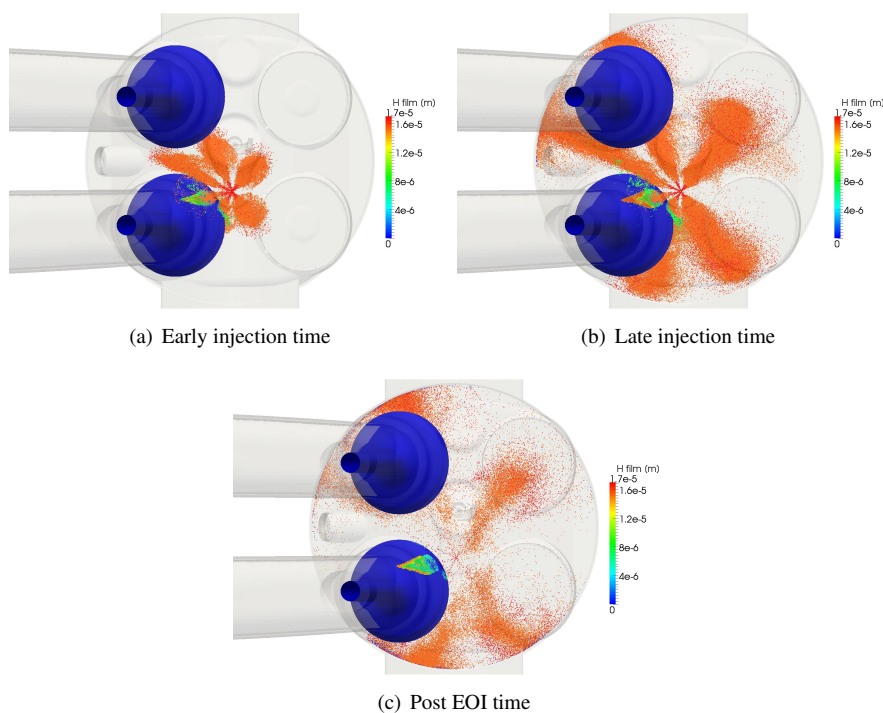 H film (m)
1.7e-5
1.6e-5
1.2e-5
8e-6
4e-6
0
H film (m)
1.7e-5
1.6e-5
1.2e-5
8e-6
4e-6
0
(a) Early injection time
(b) Late injection time
H film (m)
1.7e-5
1.6e-5
1.2e-5
8e-6
4e-6
0
(c) Post EOI time